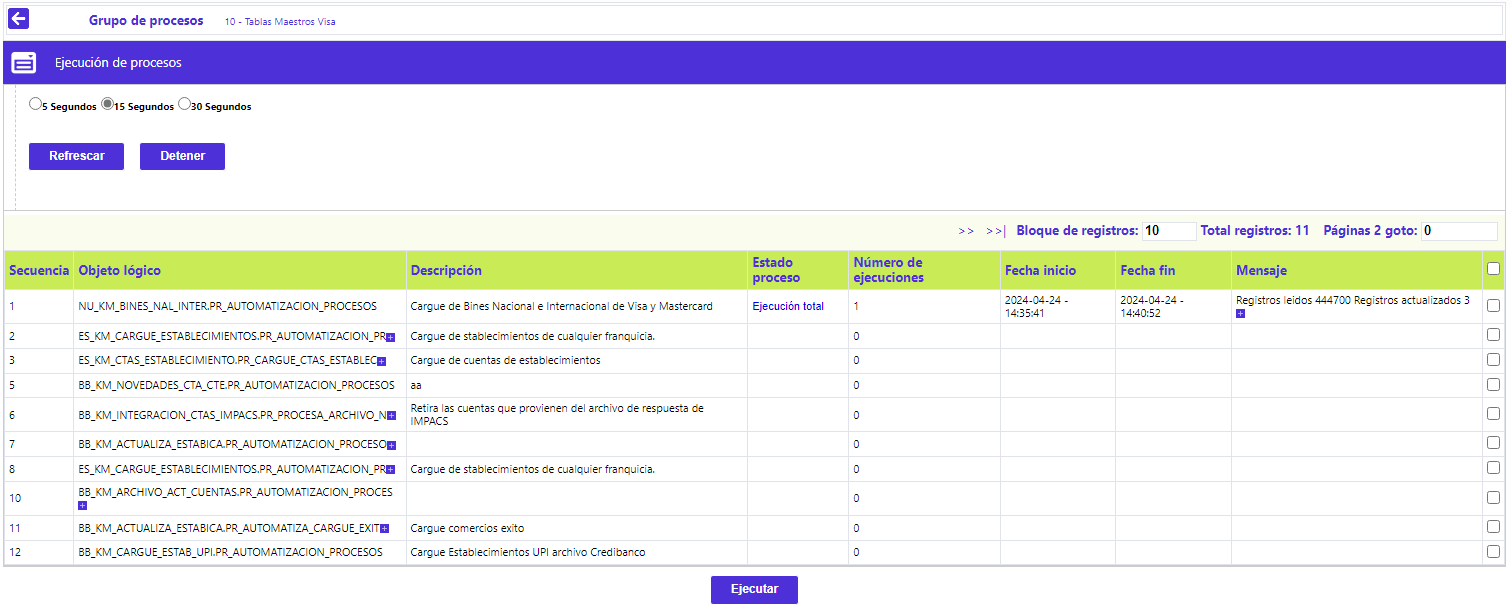 Grupo de procesos 10 - Tablas Maestros Visa
Ejecución de procesos
5 Segundos 15 Segundos 30 Segundos
Refrescar Detener
>> >>| Bloque de registros: 10 Total registros: 11 Páginas 2 goto: 0
Secuencia Objeto lógico Descripción Estado proceso Número de ejecuciones Fecha inicio Fecha fin Mensaje
1 NU_KM_BINES_NAL_INTER.PR_AUTOMATIZACION_PROCESOS Cargue de Bines Nacional e Internacional de Visa y Mastercard Ejecución total 1 2024-04-24 - 14:35:41 2024-04-24 - 14:40:52 Registros leidos 444700 Registros actualizados 3
2 ES_KM_CARGUE_ESTABLECIMIENTOS.PR_AUTOMATIZACION_PR Cargue de stablecimientos de cualquier franquicia. 0
3 ES_KM_CTAS_ESTABLECIMIENTO.PR_CARGUE_CTAS_ESTABLEC Cargue de cuentas de establecimientos 0
5 BB_KM_NOVEDADES_CTA_CTE.PR_AUTOMATIZACION_PROCESOS aa 0
6 BB_KM_INTEGRACION_CTAS_IMPACS.PR_PROCESA_ARCHIVO_N Retira las cuentas que provienen del archivo de respuesta de IMPACS 0
7 BB_KM_ACTUALIZA_ESTABICA.PR_AUTOMATIZACION_PROCESO 0
8 ES_KM_CARGUE_ESTABLECIMIENTOS.PR_AUTOMATIZACION_PR Cargue de stablecimientos de cualquier franquicia. 0
10 BB_KM_ARCHIVO_ACT_CUENTAS.PR_AUTOMATIZACION_PROCES 0
11 BB_KM_ACTUALIZA_ESTABICA.PR_AUTOMATIZA_CARGUE_EXIT Cargue comercios exito 0
12 BB_KM_CARGUE_ESTAB_UPI.PR_AUTOMATIZACION_PROCESOS Cargue Establecimientos UPI archivo Credibanco 0
Ejecutar